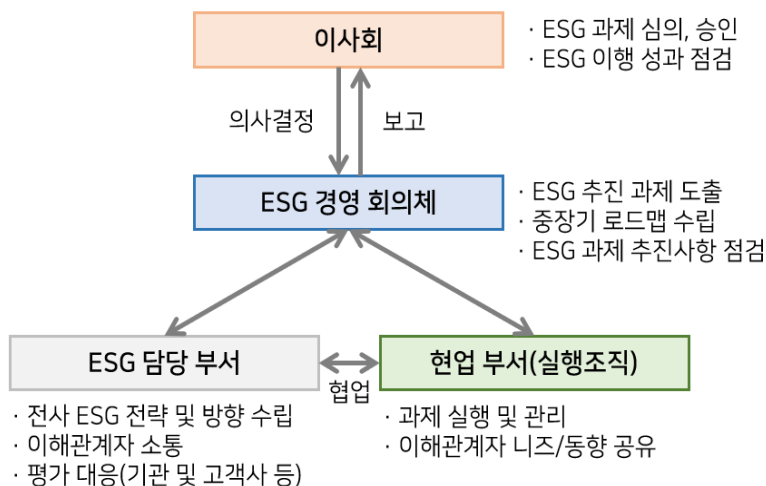 이사회
· ESG 과제 심의, 승인
· ESG 이행 성과 점검
의사결정
보고
ESG 경영 회의체
· ESG 추진 과제 도출
· 중장기 로드맵 수립
· ESG 과제 추진사항 점검
ESG 담당 부서
현업 부서(실행조직)
협업
· 전사 ESG 전략 및 방향 수립
· 이해관계자 소통
· 평가 대응(기관 및 고객사 등)
· 과제 실행 및 관리
· 이해관계자 니즈/동향 공유